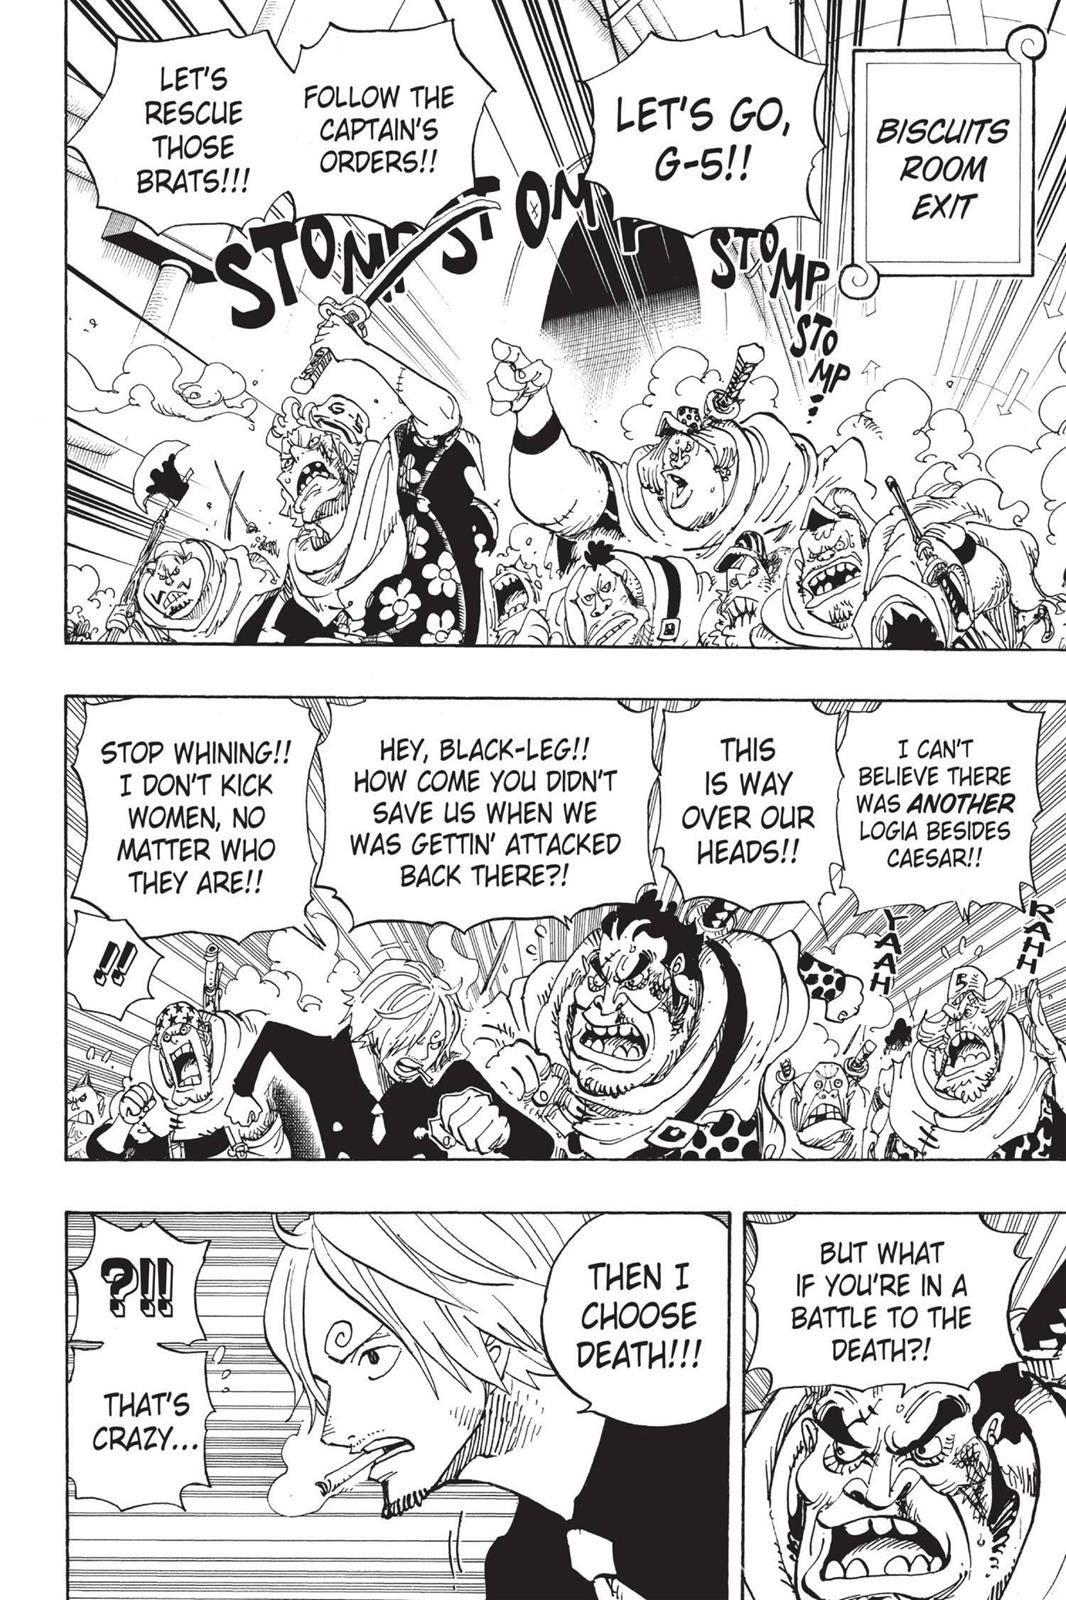 BISCUITS
ROOM
EXIT
LET'S GO,
G-5!!
FOLLOW THE
CAPTAIN'S
ORDERS!!
LET'S
RESCUE
THOSE
BRATS!!!
STOMP
STOMP
STOMP
STOMP
G-5
I CAN'T
BELIEVE THERE
WAS ANOTHER
LOGIA BESIDES
CAESAR!!
THIS
IS WAY
OVER OUR
HEADS!!
HEY, BLACK-LEG!!
HOW COME YOU DIDN'T
SAVE US WHEN WE
WAS GETTIN' ATTACKED
BACK THERE?!
STOP WHINING!!
I DON'T KICK
WOMEN, NO
MATTER WHO
THEY ARE!!
!!
RAHH
YAAH
5
BUT WHAT
IF YOU'RE IN A
BATTLE TO THE
DEATH?!
THEN I
CHOOSE
DEATH!!!
?!!
THAT'S
CRAZY...